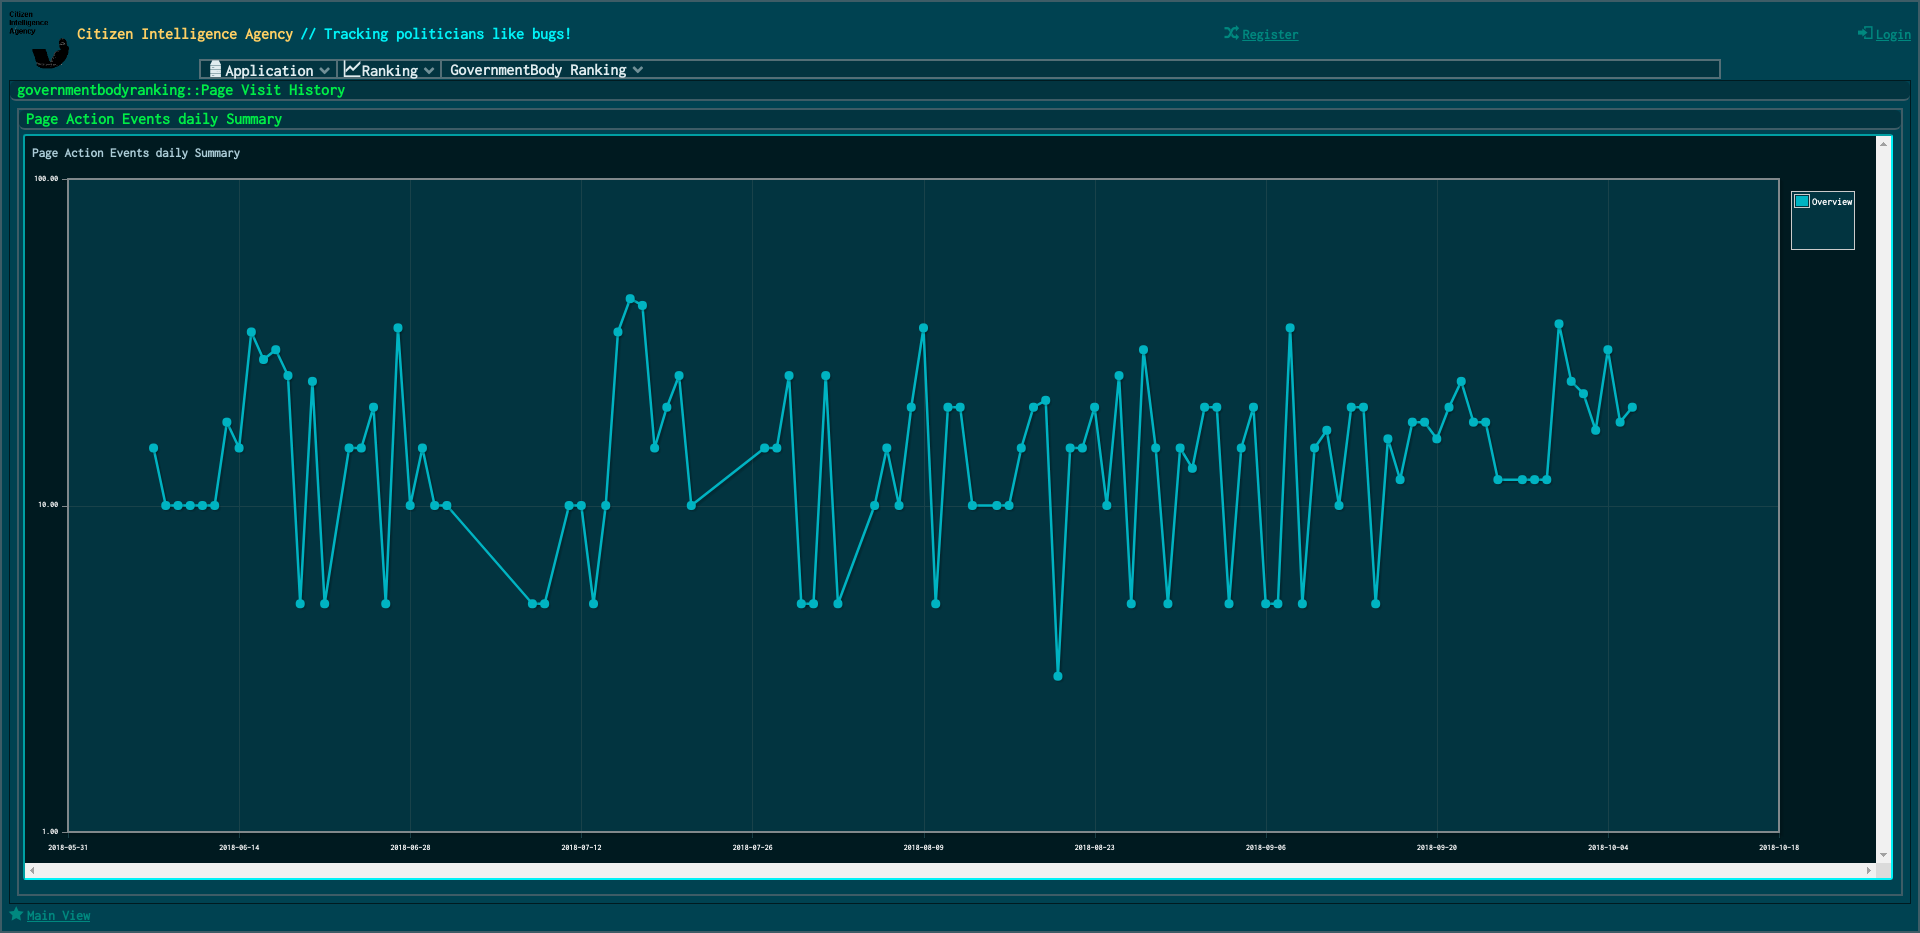 Citizen
Intelligence
Agency
Citizen Intelligence Agency // Tracking politicians like bugs!
Register
Login
Application
Ranking
GovernmentBody Ranking
governmentbodyranking::Page Visit History
Page Action Events daily Summary
Page Action Events daily Summary
100.00
10.00
1.00
Overview
2018-05-31
2018-06-14
2018-06-28
2018-07-12
2018-07-26
2018-08-09
2018-08-23
2018-09-06
2018-09-20
2018-10-04
2018-10-18
Main View